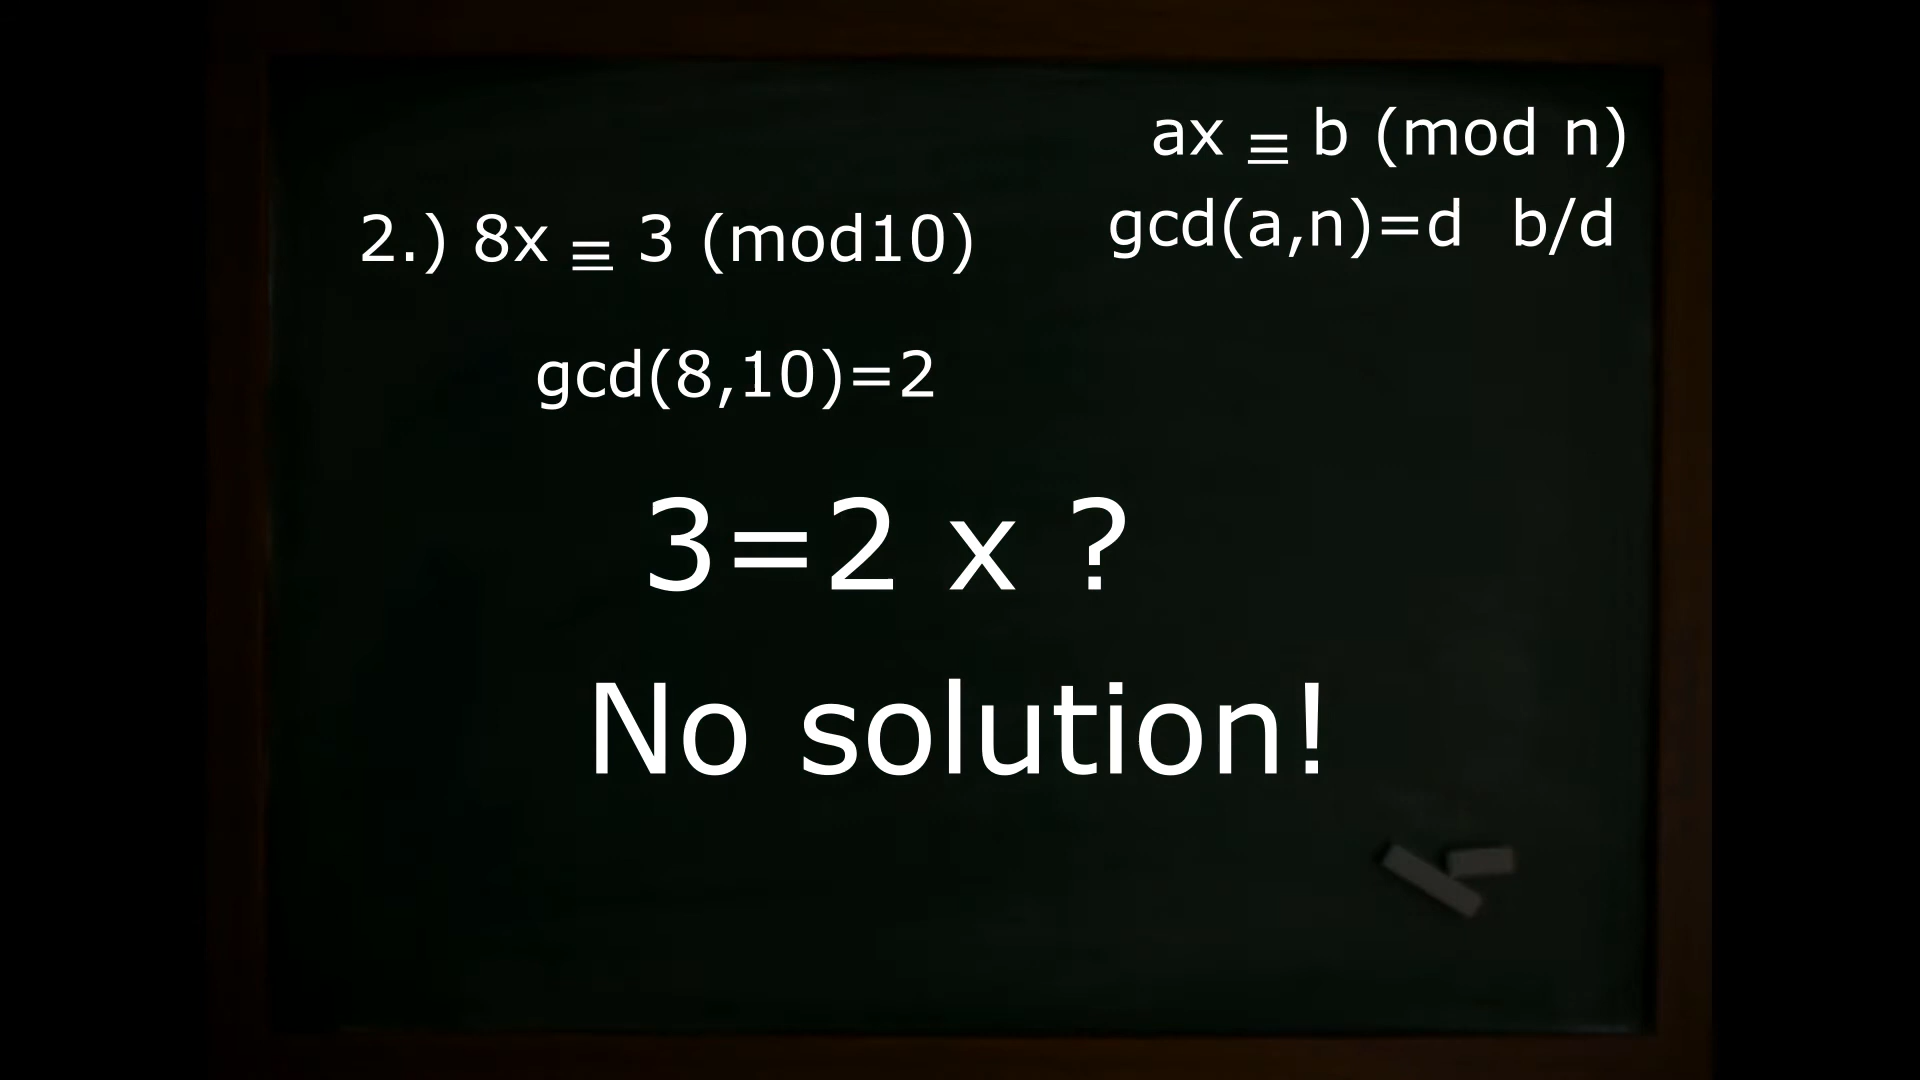 ax ≡ b (mod n)
gcd(a,n)=d  b/d
2.) 8x ≡ 3 (mod10)
gcd(8,10)=2
3=2 x ?
No solution!